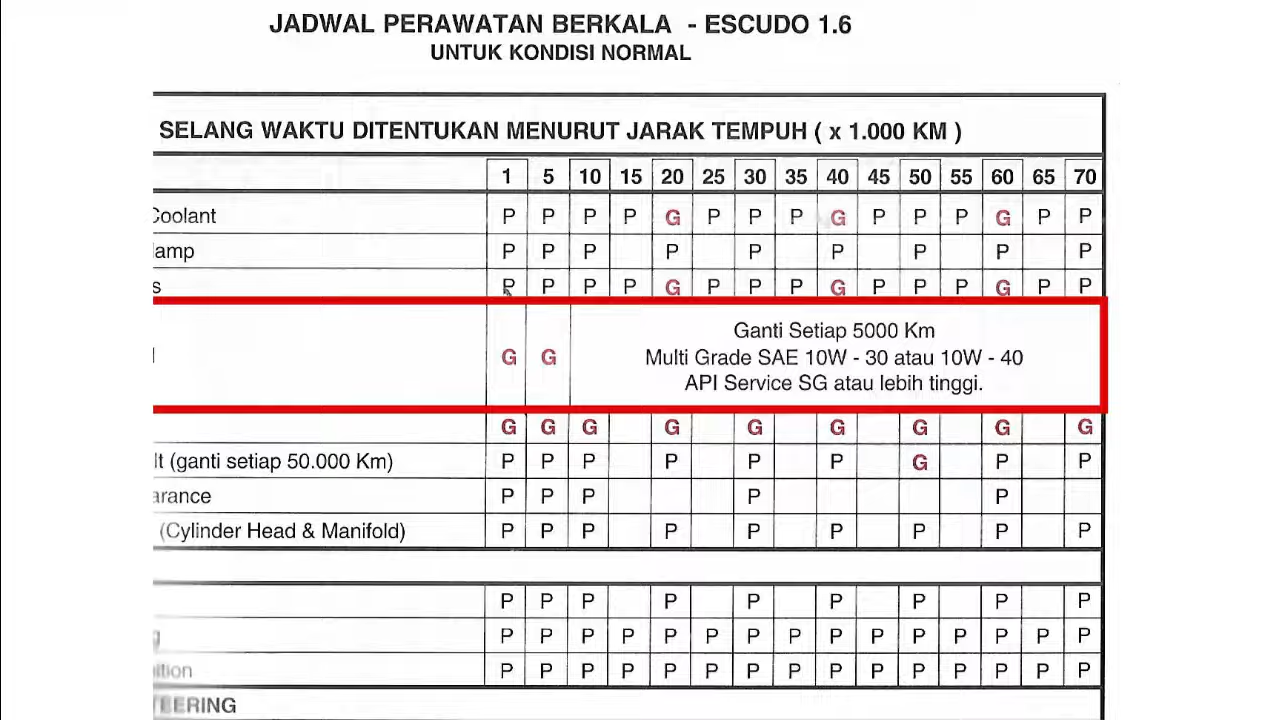 JADWAL PERAWATAN BERKALA - ESCUDO 1.6
UNTUK KONDISI NORMAL
SELANG WAKTU DITENTUKAN MENURUT JARAK TEMPUH ( x 1.000 KM )
1 5 10 15 20 25 30 35 40 45 50 55 60 65 70
Coolant P P P P G P P P G P P P G P P
lamp P P P P P P P P P
s P P P P G P P P G P P P G P P
Ganti Setiap 5000 Km
G G Multi Grade SAE 10W - 30 atau 10W - 40
API Service SG atau lebih tinggi.
G G G G G G G G G
lt (ganti setiap 50.000 Km) P P P P P P G P P
arance P P P P P
(Cylinder Head & Manifold) P P P P P P P P P
P P P P P P P P P
g P P P P P P P P P P P P P P P
ition P P P P P P P P P P P P P P P
TEERING